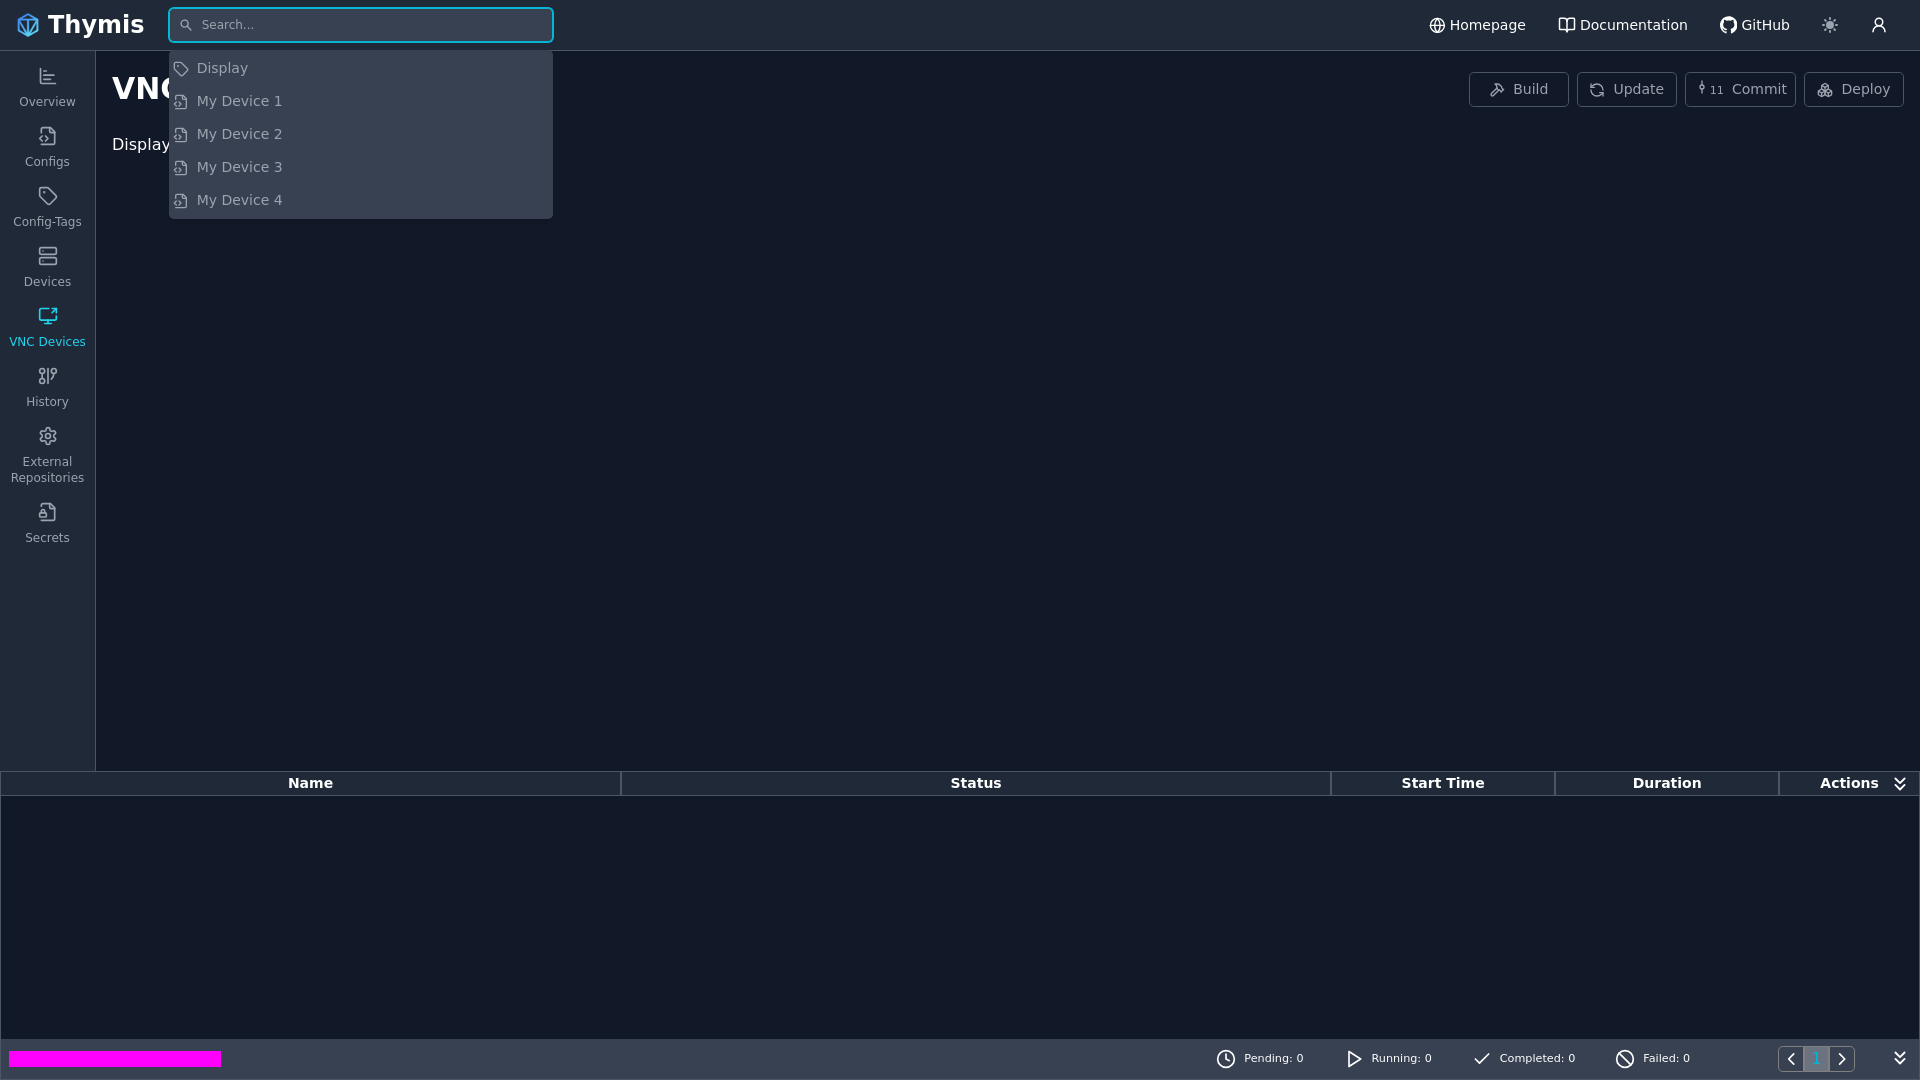 Thymis
Search...
Homepage
Documentation
GitHub
Display
My Device 1
My Device 2
My Device 3
My Device 4
Overview
Configs
Config-Tags
Devices
VNC Devices
History
External
Repositories
Secrets
VNC
Display
Build
Update
11 Commit
Deploy
Name
Status
Start Time
Duration
Actions
Pending: 0
Running: 0
Completed: 0
Failed: 0
1